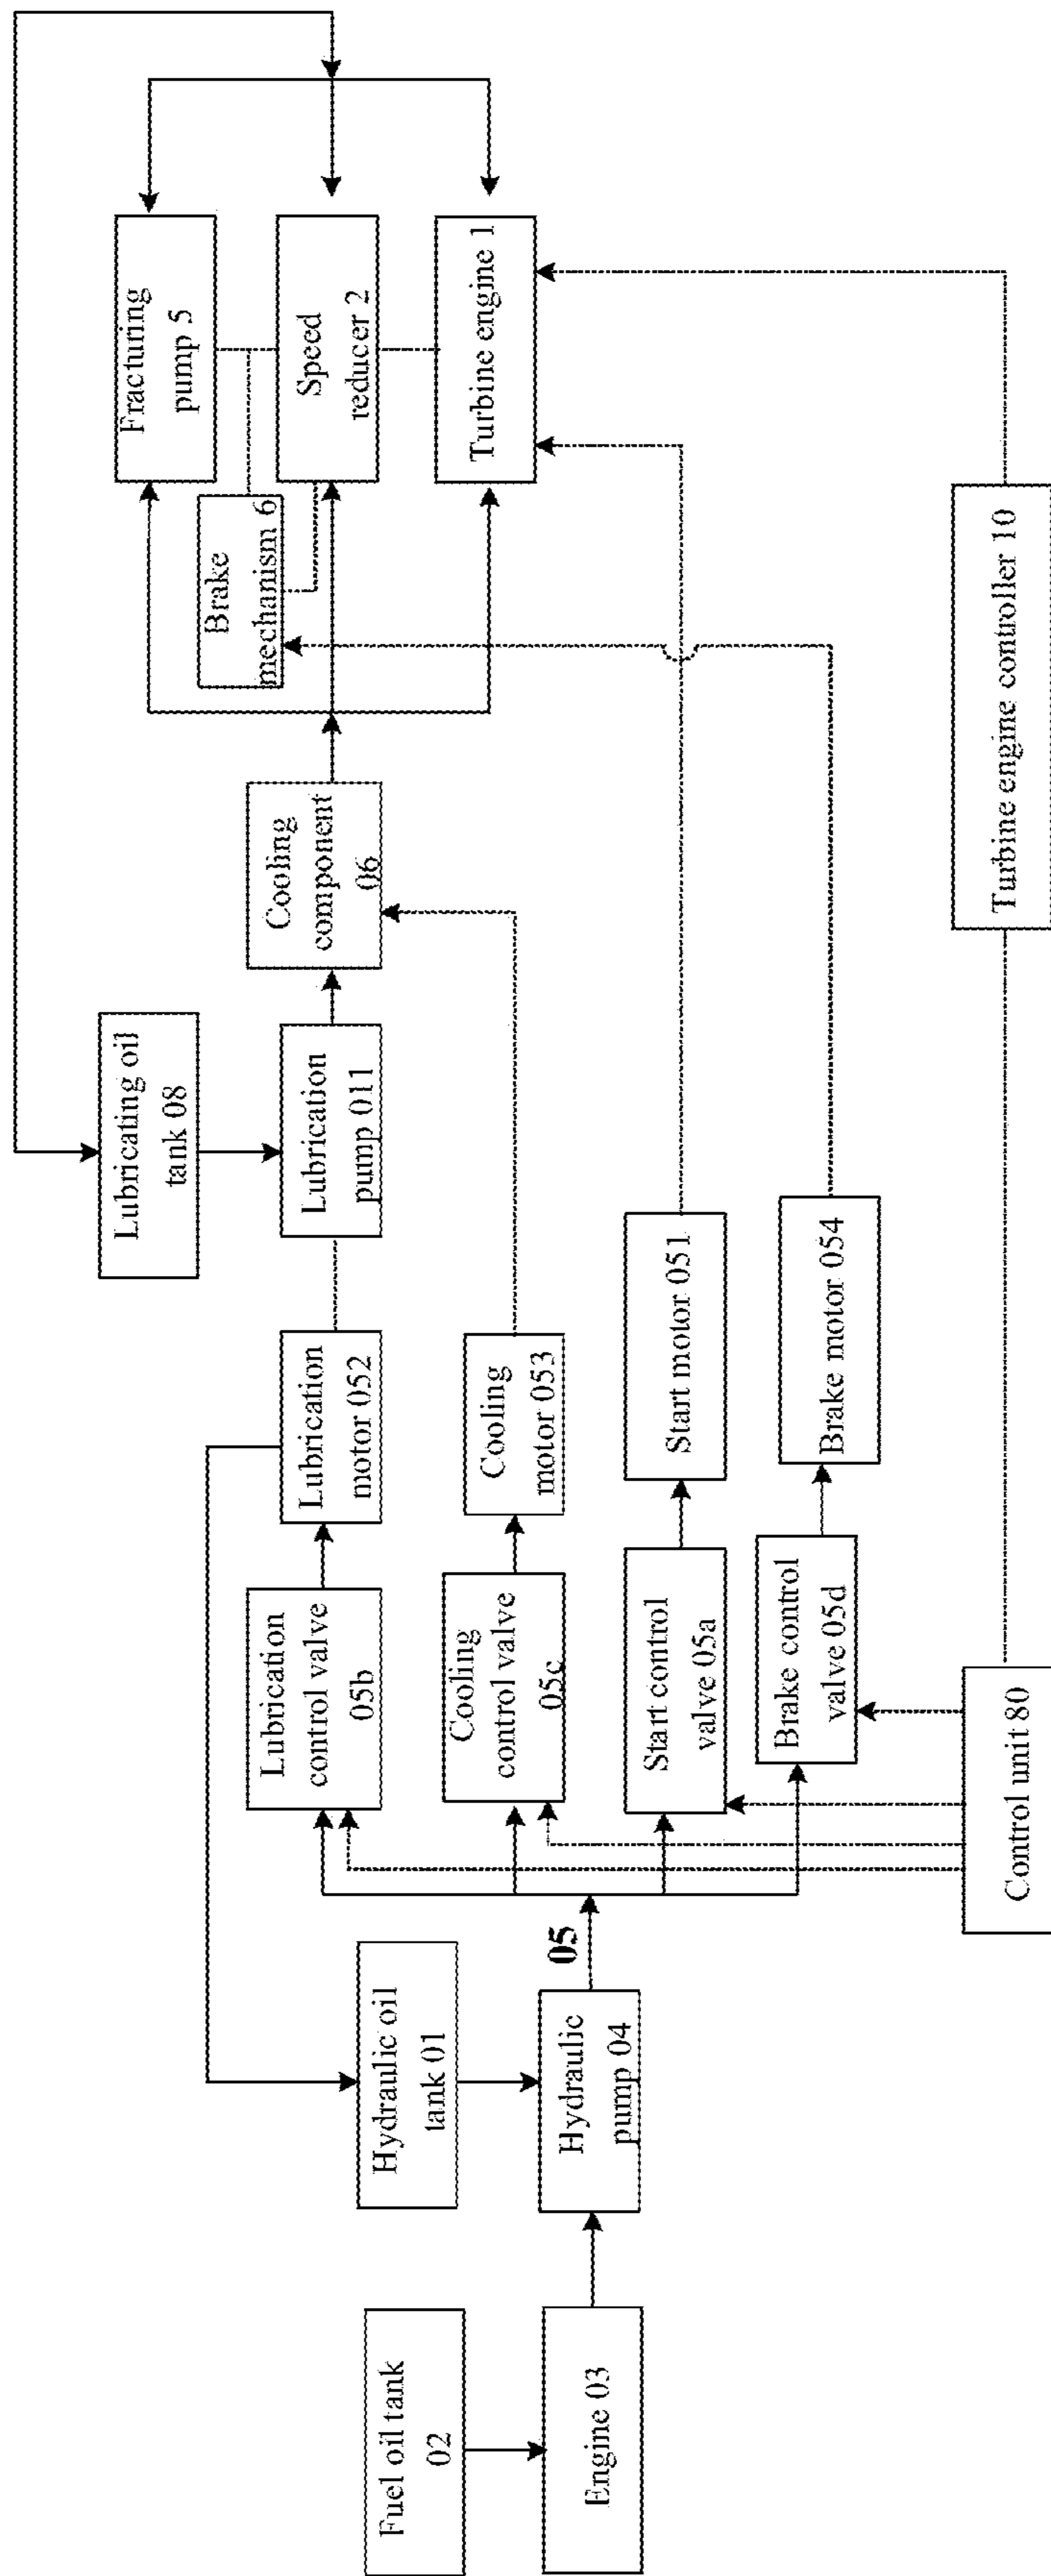 Fuel oil tank
02
Engine 03
Hydraulic oil
tank 01
Hydraulic
pump 04
05
Lubrication
control valve
05b
Cooling
control valve
05c
Start control
valve 05a
Brake control
valve 05d
Control unit 80
Lubrication
motor 052
Cooling
motor 053
Start motor 051
Brake motor 054
Lubricating oil
tank 08
Lubrication
pump 011
Cooling
component
06
Brake
mechanism 6
Fracturing
pump 5
Speed
reducer 2
Turbine engine 1
Turbine engine controller 10